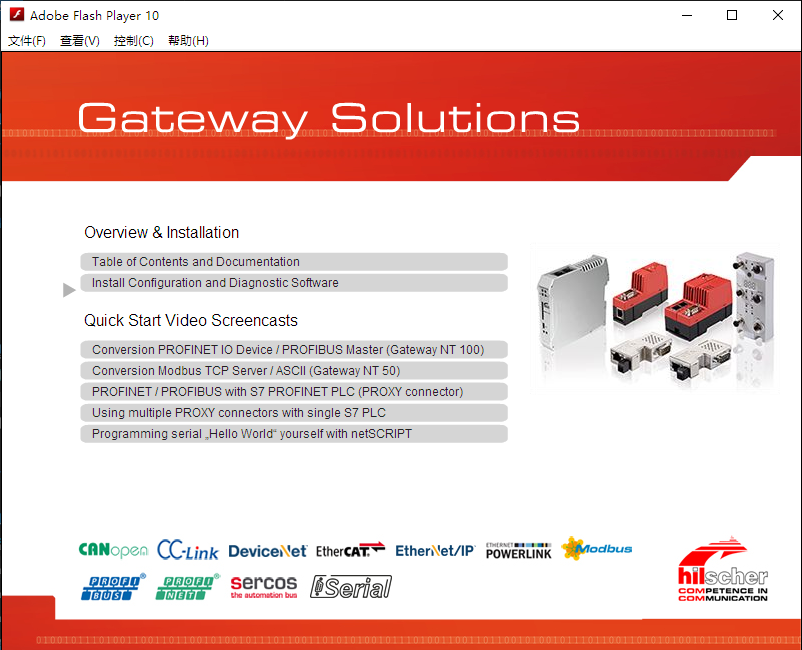 Adobe Flash Player 10
文件(F) 查看(V) 控制(C) 帮助(H)
Gateway Solutions
Overview & Installation
Table of Contents and Documentation
Install Configuration and Diagnostic Software
Quick Start Video Screencasts
Conversion PROFINET IO Device / PROFIBUS Master (Gateway NT 100)
Conversion Modbus TCP Server / ASCII (Gateway NT 50)
PROFINET / PROFIBUS with S7 PROFINET PLC (PROXY connector)
Using multiple PROXY connectors with single S7 PLC
Programming serial „Hello World“ yourself with netSCRIPT
CANopen CC-Link DeviceNet EtherCAT EtherNet/IP ETHERNET POWERLINK Modbus
PROFI BUS PROFI NET sercos the automation bus Serial
hilscher
COMPETENCE IN
COMMUNICATION